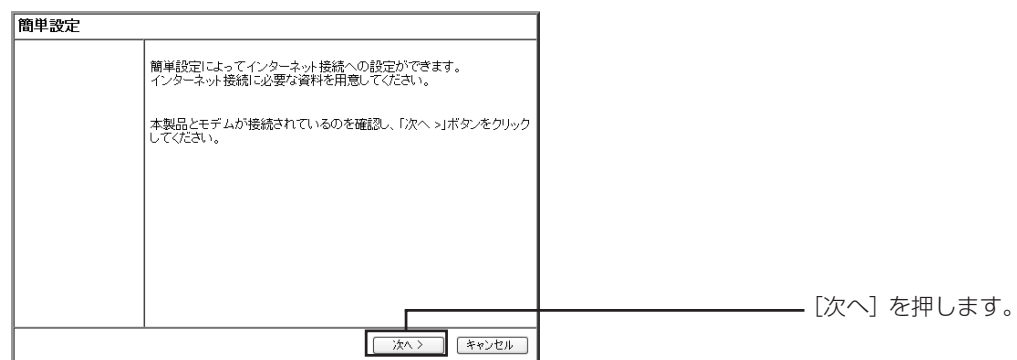 簡単設定
簡単設定によってインターネット接続への設定ができます。
インターネット接続に必要な資料を用意してください。
本製品とモデムが接続されているのを確認し、「次へ >」ボタンをクリック
してください。
[次へ] を押します。
次へ >
キャンセル